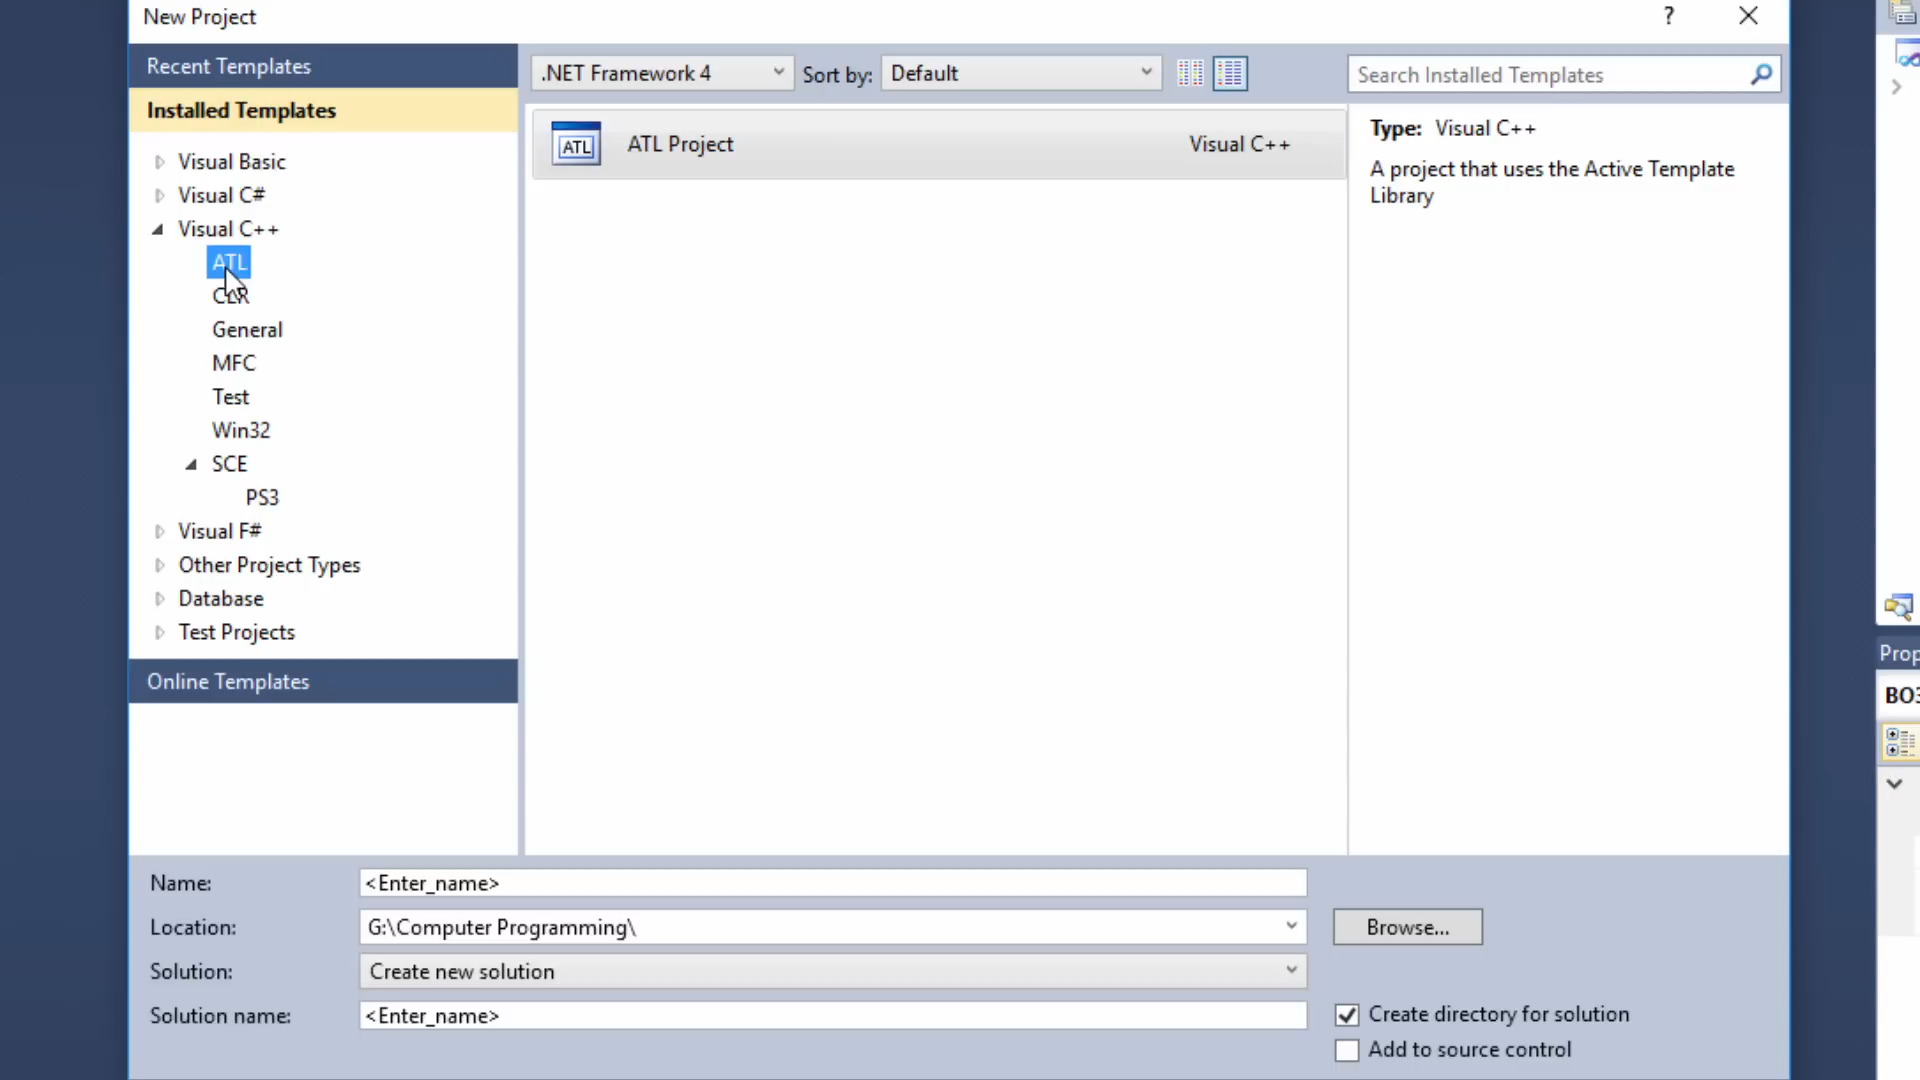 New Project
?
Recent Templates
.NET Framework 4
Sort by:
Default
Search Installed Templates
Installed Templates
Visual Basic
Visual C#
Visual C++
ATL
CLR
General
MFC
Test
Win32
SCE
PS3
Visual F#
Other Project Types
Database
Test Projects
Online Templates
ATL
ATL Project
Visual C++
Type: Visual C++
A project that uses the Active Template
Library
Name:
<Enter_name>
Location:
G:\Computer Programming\
Browse...
Solution:
Create new solution
Solution name:
<Enter_name>
Create directory for solution
Add to source control
Prop
BO3